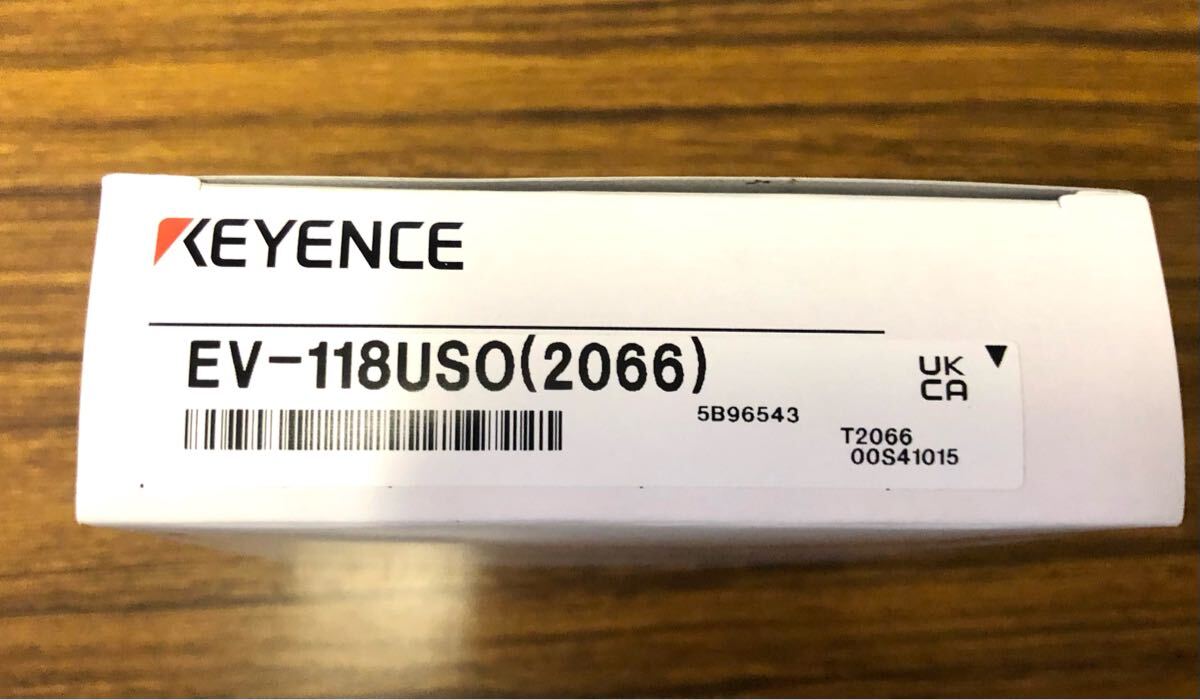 KEYENCE
EV-118USO(2066)
UK
CA
5B96543
T2066
00S41015